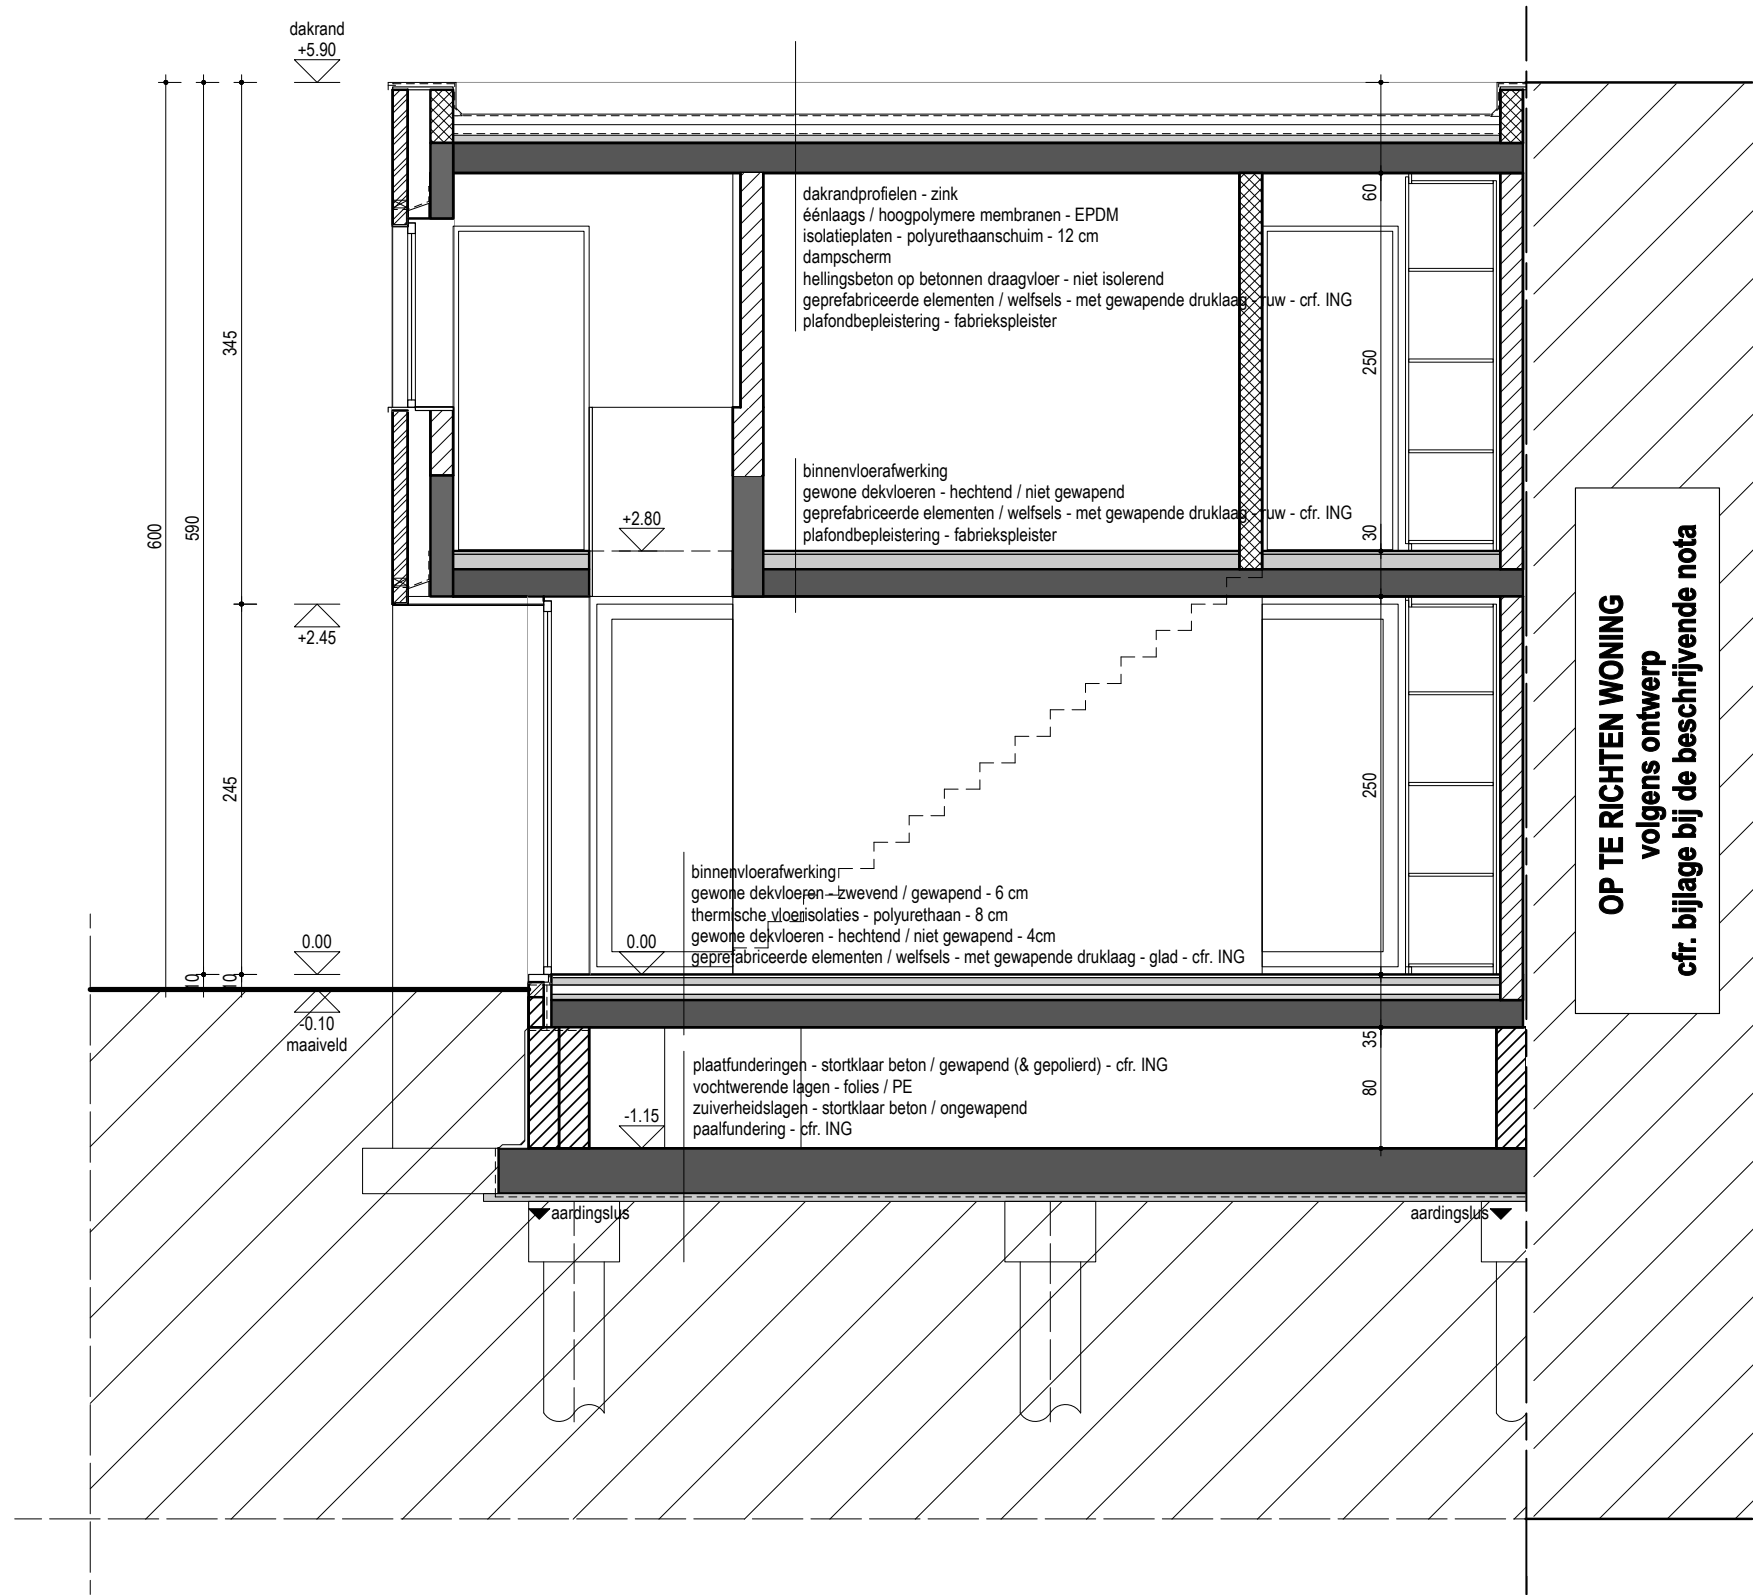 dakrand
+5.90
dakrandprofielen - zink
éénlaags / hoogpolymere membranen - EPDM
isolatieplaten - polyurethaanschuim - 12 cm
dampscherm
hellingsbeton op betonnen draagvloer - niet isolerend
geprefabriceerde elementen / welfsels - met gewapende druklaag - ruw - crf. ING
plafondbepleistering - fabriekspleister
60
345
250
binnenvloerafwerking
gewone dekvloeren - hechtend / niet gewapend
geprefabriceerde elementen / welfsels - met gewapende druklaag - ruw - cfr. ING
plafondbepleistering - fabriekspleister
+2.80
600
590
30
+2.45
OP TE RICHTEN WONING
volgens ontwerp
cfr. bijlage bij de beschrijvende nota
245
250
binnenvloerafwerking
gewone dekvloeren - zwevend / gewapend - 6 cm
thermische vloerisolaties - polyurethaan - 8 cm
gewone dekvloeren - hechtend / niet gewapend - 4cm
geprefabriceerde elementen / welfsels - met gewapende druklaag - glad - cfr. ING
0.00
0.00
10
10
-0.10
maaiveld
35
plaatfunderingen - stortklaar beton / gewapend (& gepolierd) - cfr. ING
vochtwerende lagen - folies / PE
zuiverheidslagen - stortklaar beton / ongewapend
paalfundering - cfr. ING
80
-1.15
aardingslus
aardingslus